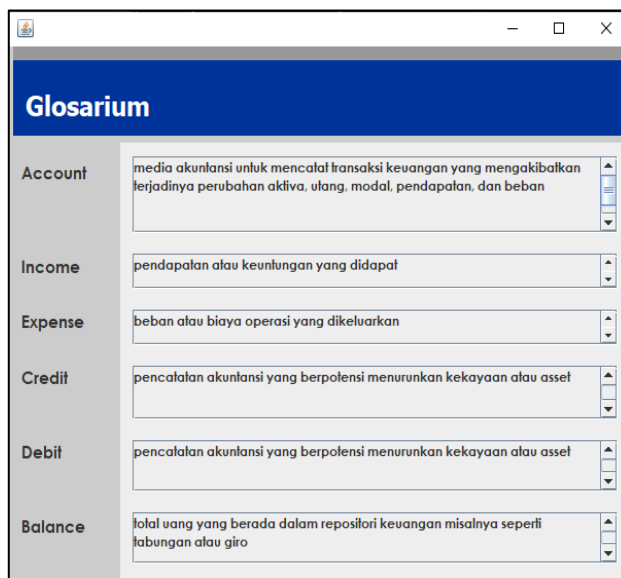 Glosarium
Account
media akuntansi untuk mencatat transaksi keuangan yang mengakibatkan
terjadinya perubahan aktiva, utang, modal, pendapatan, dan beban
Income
pendapatan atau keuntungan yang didapat
Expense
beban atau biaya operasi yang dikeluarkan
Credit
pencatatan akuntansi yang berpotensi menurunkan kekayaan atau asset
Debit
pencatatan akuntansi yang berpotensi menurunkan kekayaan atau asset
Balance
total uang yang berada dalam repositori keuangan misalnya seperti
tabungan atau giro